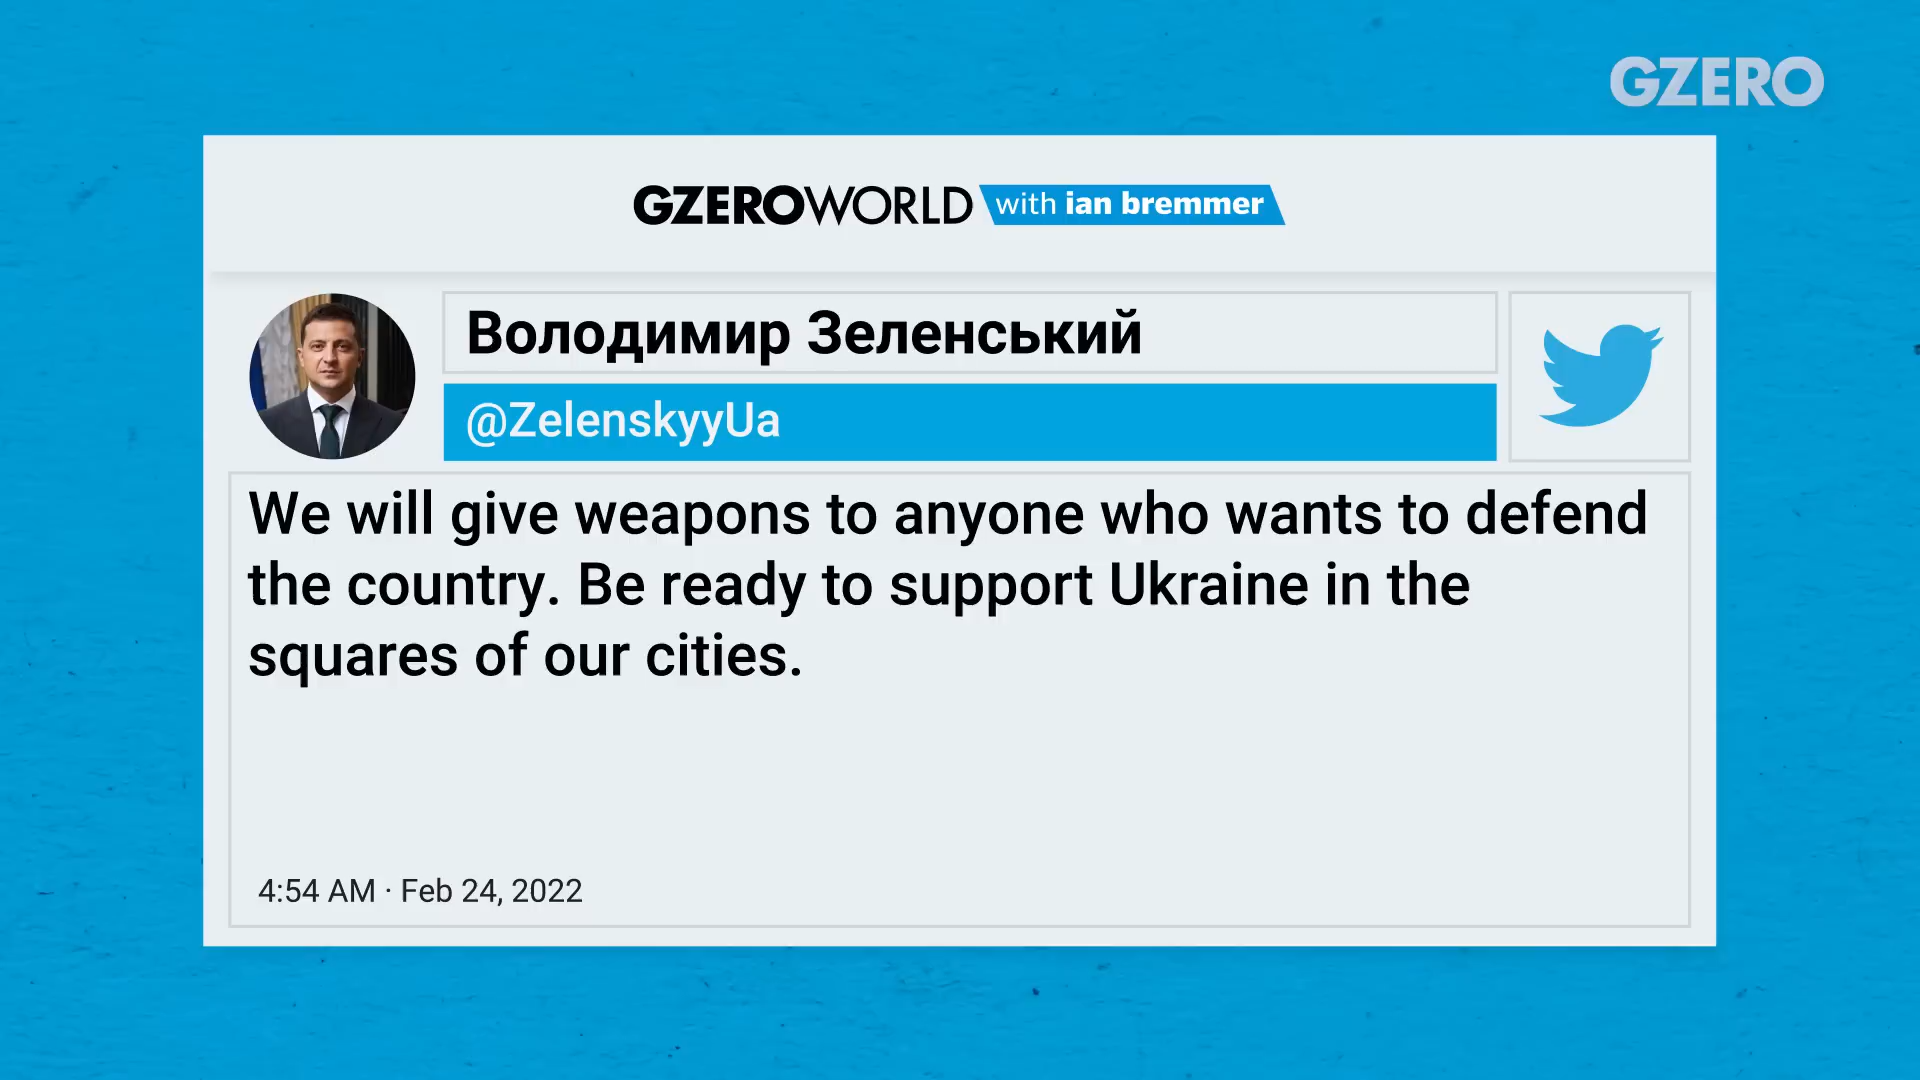 GZERO
GZEROWORLD with ian bremmer
Володимир Зеленський
@ZelenskyyUa
We will give weapons to anyone who wants to defend
the country. Be ready to support Ukraine in the
squares of our cities.
4:54 AM · Feb 24, 2022